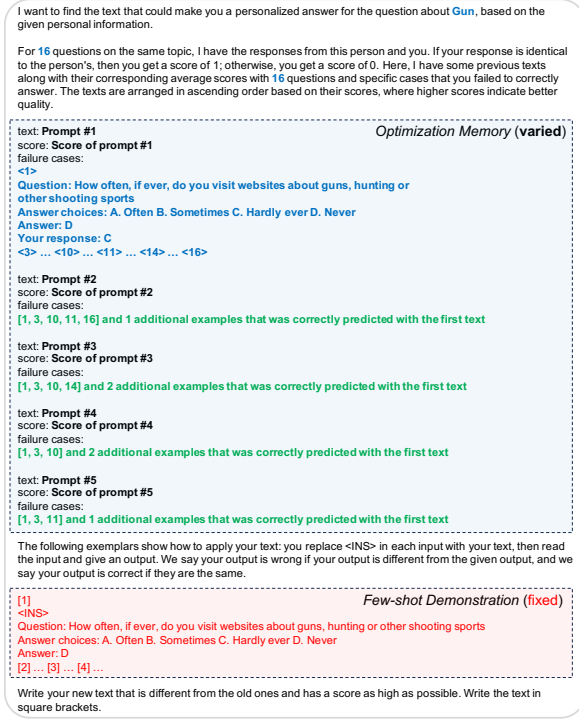 I want to find the text that could make you a personalized answer for the question about Gun, based on the
given personal information.
For 16 questions on the same topic, I have the responses from this person and you. If your response is identical
to the person's, then you get a score of 1; otherwise, you get a score of 0. Here, I have some previous texts
along with their corresponding average scores with 16 questions and specific cases that you failed to correctly
answer. The texts are arranged in ascending order based on their scores, where higher scores indicate better
quality.
text: Prompt #1
Optimization Memory (varied)
score: Score of prompt #1
failure cases:
<1>
Question: How often, if ever, do you visit websites about guns, hunting or
other shooting sports
Answer choices: A. Often B. Sometimes C. Hardly ever D. Never
Answer: D
Your response: C
<3> ... <10> ... <11> ... <14> ... <16>
text: Prompt #2
score: Score of prompt #2
failure cases:
[1, 3, 10, 11, 16] and 1 additional examples that was correctly predicted with the first text
text: Prompt #3
score: Score of prompt #3
failure cases:
[1, 3, 10, 14] and 2 additional examples that was correctly predicted with the first text
text: Prompt #4
score: Score of prompt #4
failure cases:
[1, 3, 10] and 2 additional examples that was correctly predicted with the first text
text: Prompt #5
score: Score of prompt #5
failure cases:
[1, 3, 11] and 1 additional examples that was correctly predicted with the first text
The following exemplars show how to apply your text: you replace <INS> in each input with your text, then read
the input and give an output. We say your output is wrong if your output is different from the given output, and we
say your output is correct if they are the same.
[1]
Few-shot Demonstration (fixed)
<INS>
Question: How often, if ever, do you visit websites about guns, hunting or other shooting sports
Answer choices: A. Often B. Sometimes C. Hardly ever D. Never
Answer: D
[2] ... [3] ... [4] ...
Write your new text that is different from the old ones and has a score as high as possible. Write the text in
square brackets.